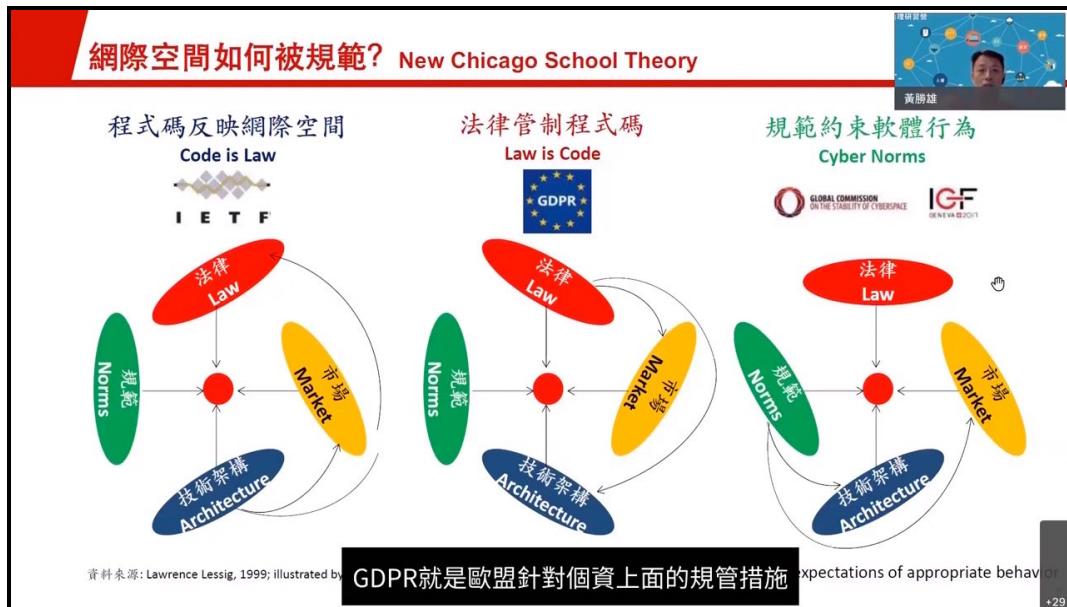 網際空間如何被規範? New Chicago School Theory
理研習營
黃勝雄
程式碼反映網際空間
Code is Law
IETF
法律
Law
規範
Norms
市場
Market
技術架構
Architecture
法律管制程式碼
Law is Code
GDPR
法律
Law
規範
Norms
市場
Market
技術架構
Architecture
規範約束軟體行為
Cyber Norms
GLOBAL COMMISSION
ON THE STABILITY OF CYBERSPACE
IGF
GENEVA 2017
法律
Law
規範
Norms
市場
Market
技術架構
Architecture
資料來源: Lawrence Lessig, 1999; illustrated by
expectations of appropriate behavior
GDPR就是歐盟針對個資上面的規管措施
+29